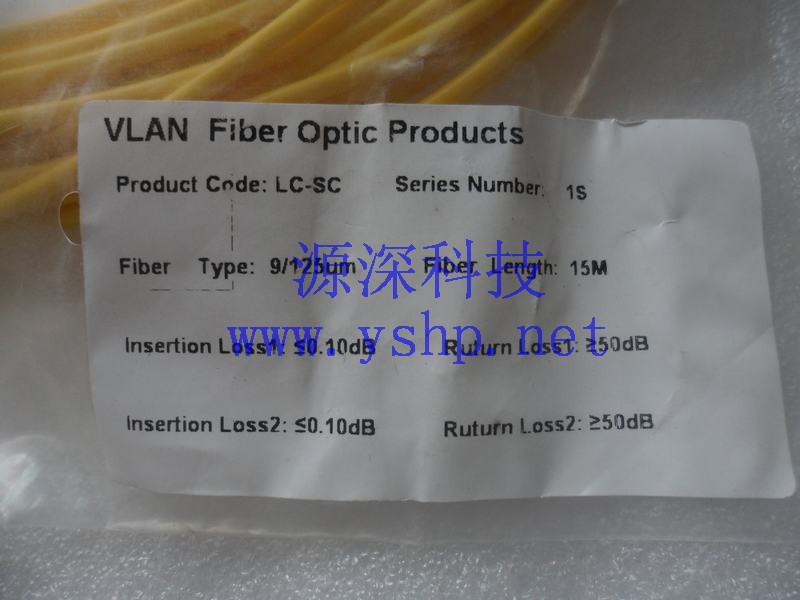 VLAN Fiber Optic Products
Product Code: LC-SC Series Number: 1S
Fiber Type: 9/125um Fiber Length: 15M
源深科技
www.yshp.net
Insertion Loss1: ≤0.10dB Ruturn Loss1: ≥50dB
Insertion Loss2: ≤0.10dB Ruturn Loss2: ≥50dB